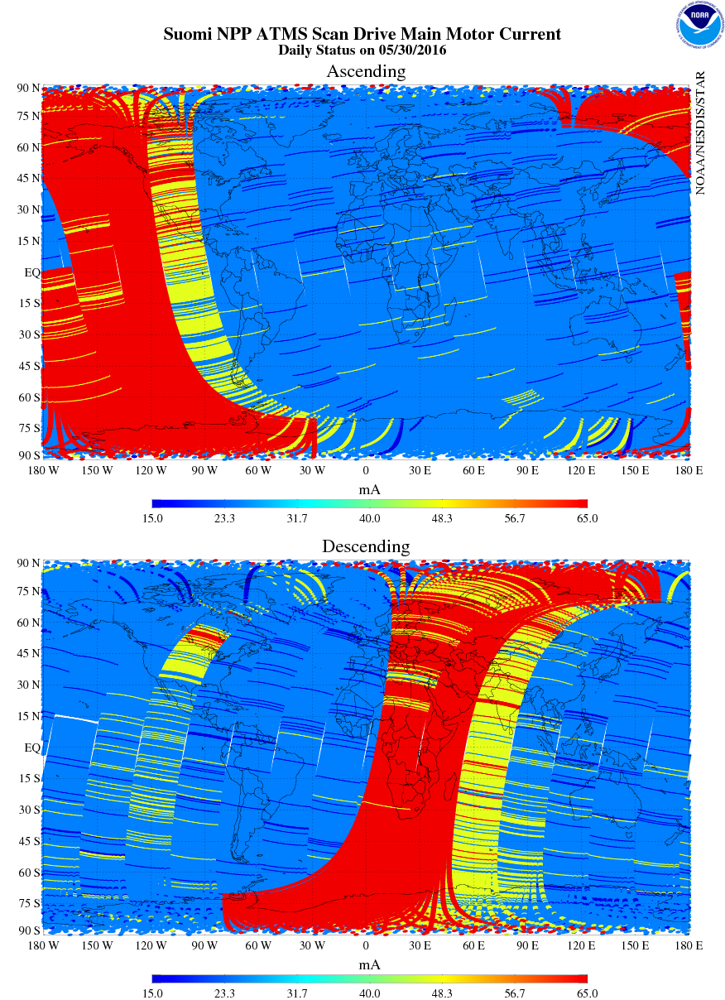 Suomi NPP ATMS Scan Drive Main Motor Current
Daily Status on 05/30/2016
NOAA
NOAA/NESDIS/STAR
Ascending
90 N
75 N
60 N
45 N
30 N
15 N
EQ
15 S
30 S
45 S
60 S
75 S
90 S
180 W 150 W 120 W 90 W 60 W 30 W 0 30 E 60 E 90 E 120 E 150 E 180 E
mA
15.0 23.3 31.7 40.0 48.3 56.7 65.0
Descending
90 N
75 N
60 N
45 N
30 N
15 N
EQ
15 S
30 S
45 S
60 S
75 S
90 S
180 W 150 W 120 W 90 W 60 W 30 W 0 30 E 60 E 90 E 120 E 150 E 180 E
mA
15.0 23.3 31.7 40.0 48.3 56.7 65.0